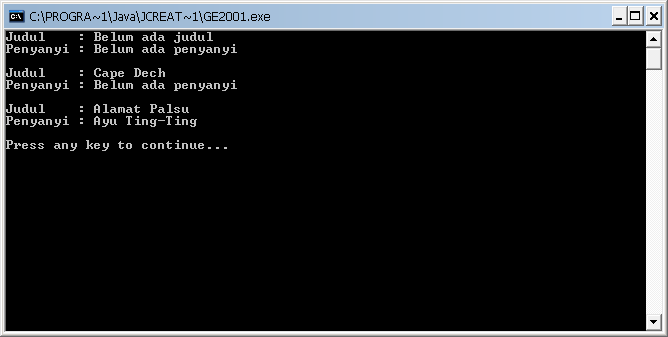 C:\PROGRA~1\Java\JCREAT~1\GE2001.exe
Judul    : Belum ada judul
Penyanyi : Belum ada penyanyi
Judul    : Cape Dech
Penyanyi : Belum ada penyanyi
Judul    : Alamat Palsu
Penyanyi : Ayu Ting-Ting
Press any key to continue...